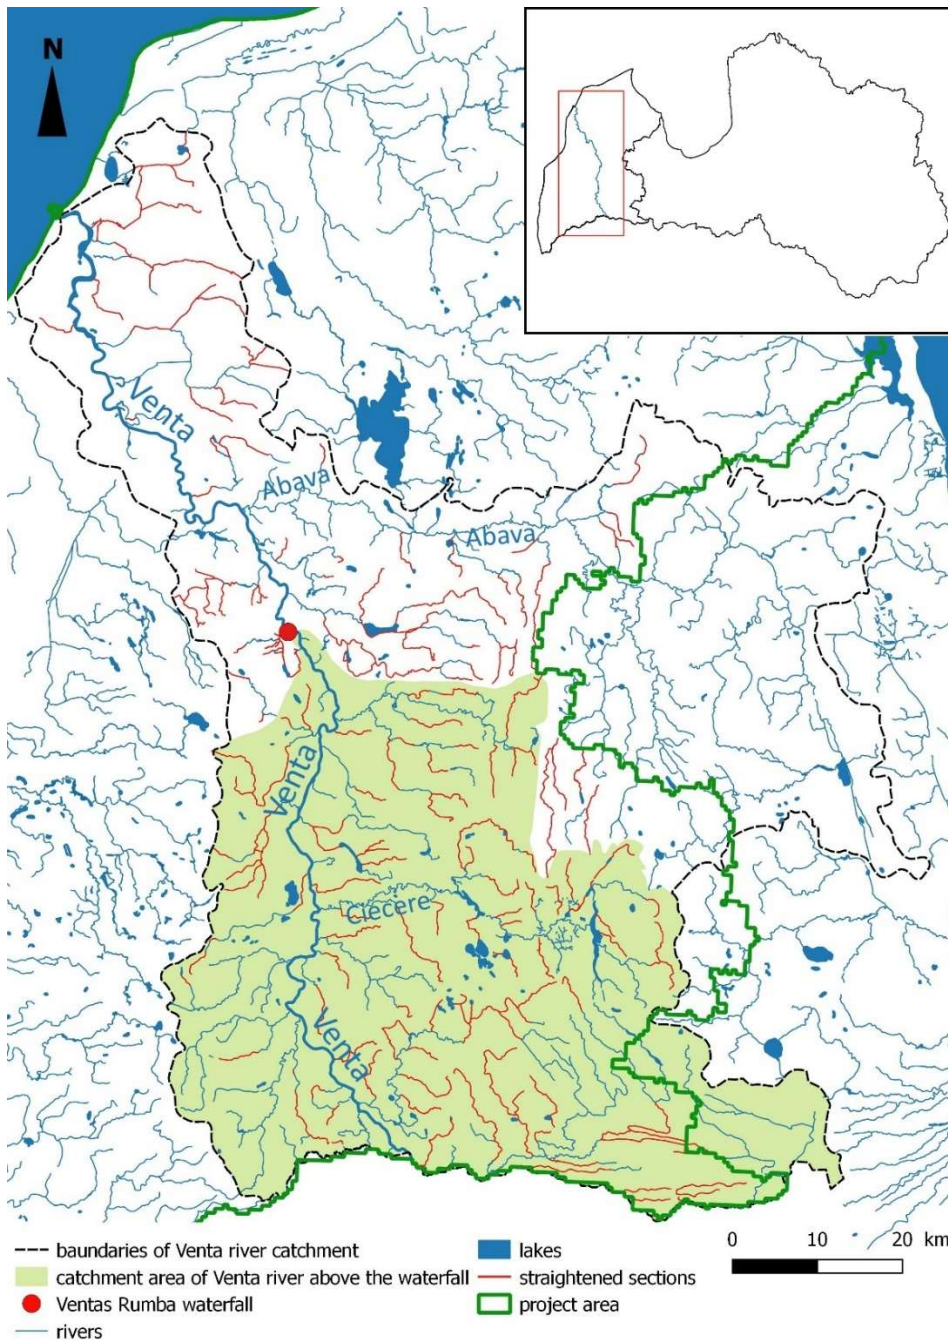 N
Venta
Abava
Abava
Venta
Ciecere
Venta
baundaries of Venta river catchment
catchment area of Venta river above the waterfall
Ventas Rumba waterfall
rivers
lakes
straightened sections
project area
0 10 20 km